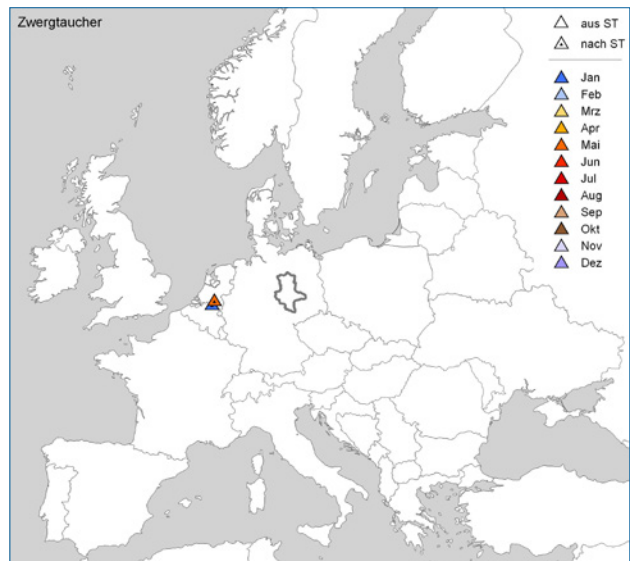 Zwergtaucher
aus ST
nach ST
Jan
Feb
Mrz
Apr
Mai
Jun
Jul
Aug
Sep
Okt
Nov
Dez